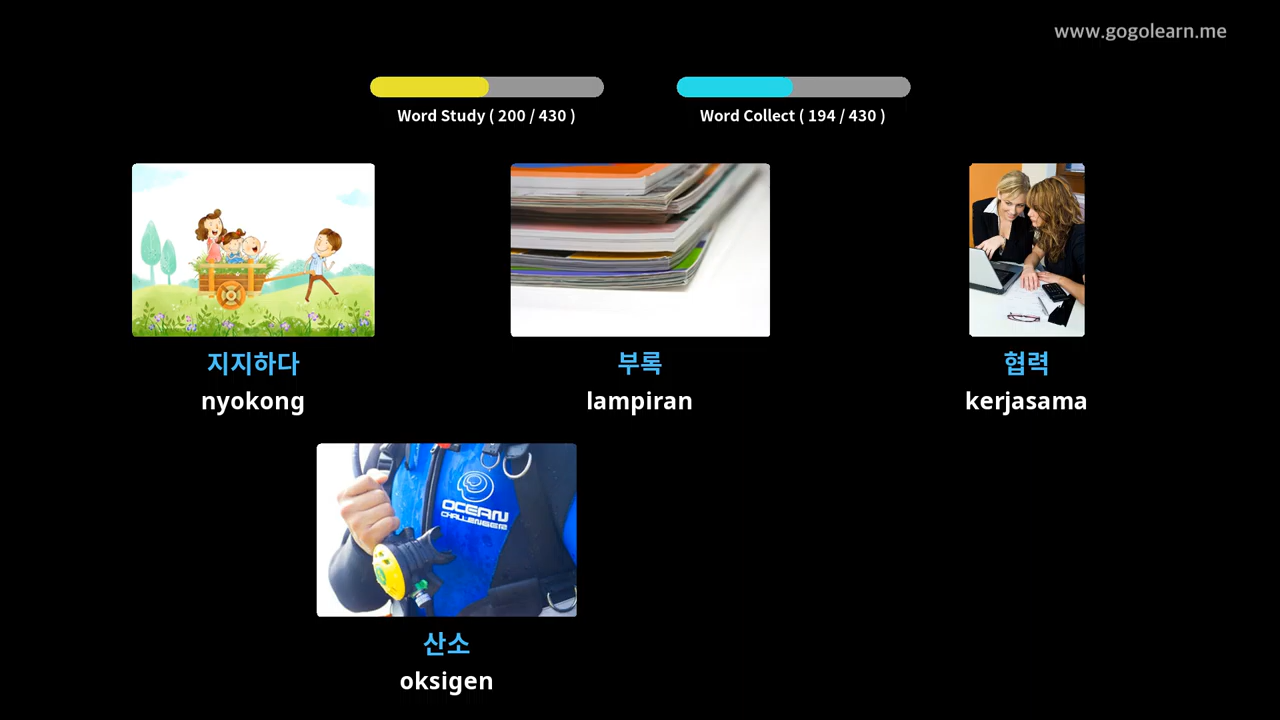 www.gogolearn.me
Word Study ( 200 / 430 )
Word Collect ( 194 / 430 )
지지하다
nyokong
부록
lampiran
협력
kerjasama
OCEAN
CHALLENGER
산소
oksigen